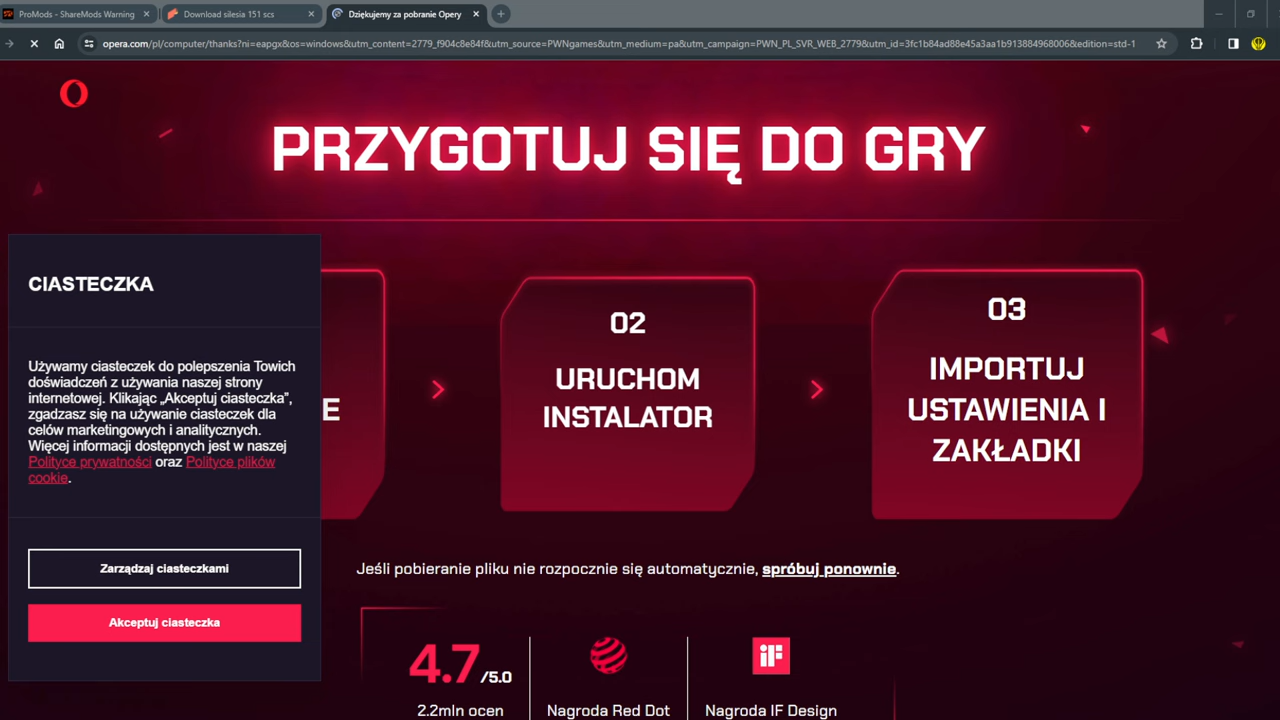 ProMods - ShareMods Warning
Download silesia 151 scs
Dziękujemy za pobranie Opery
opera.com/pl/computer/thanks?ni=eapgx&os=windows&utm_content=2779_f904c8e84f&utm_source=PWNgames&utm_medium=pa&utm_campaign=PWN_PL_SVR_WEB_2779&utm_id=3fc1b84ad88e45a3aa1b913884968006&edition=std-1
PRZYGOTUJ SIĘ DO GRY
CIASTECZKA
Używamy ciasteczek do polepszenia Towich
doświadczeń z używania naszej strony
internetowej. Klikając „Akceptuj ciasteczka",
zgadzasz się na używanie ciasteczek dla
celów marketingowych i analitycznych.
Więcej informacji dostępnych jest w naszej
Polityce prywatności oraz Polityce plików
cookie.
Zarządzaj ciasteczkami
Akceptuj ciasteczka
E
02
URUCHOM
INSTALATOR
03
IMPORTUJ
USTAWIENIA I
ZAKŁADKI
Jeśli pobieranie pliku nie rozpocznie się automatycznie, spróbuj ponownie.
4.7/5.0
2.2mln ocen
Nagroda Red Dot
iF
Nagroda IF Design